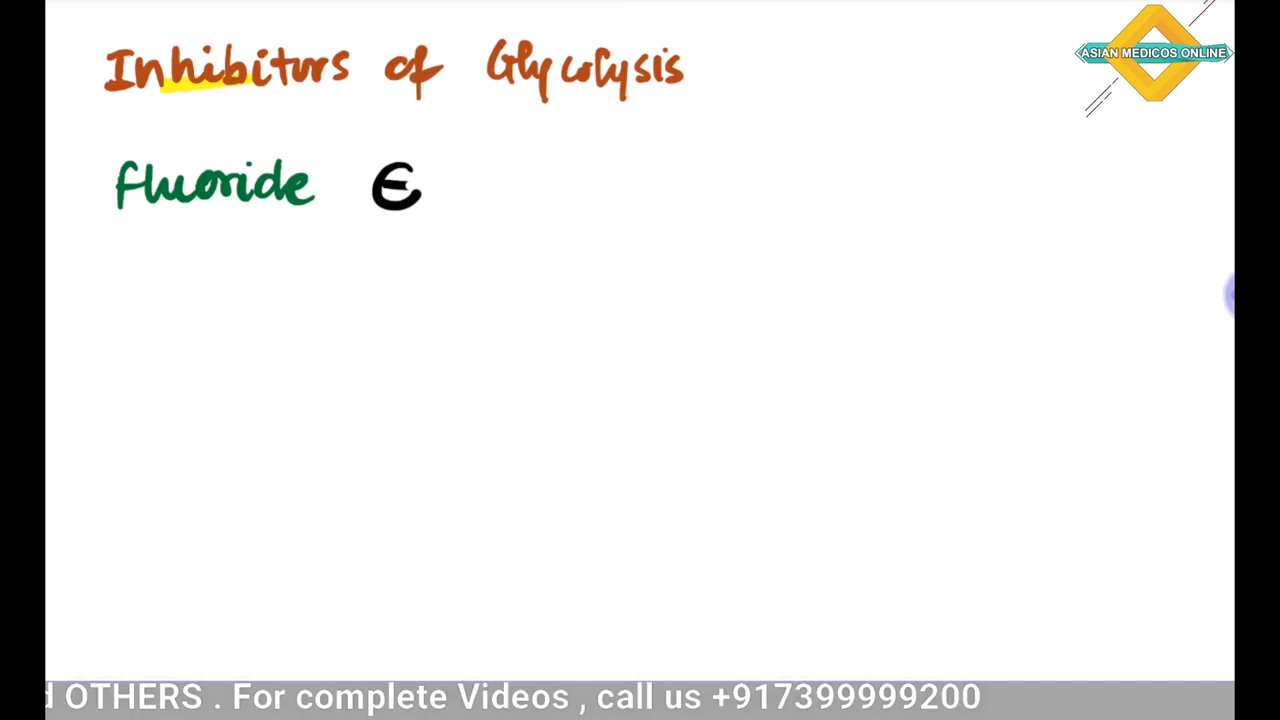 Inhibitors of Glycolysis
ASIAN MEDICOS ONLINE
fluoride E
OTHERS . For complete Videos , call us +917399999200